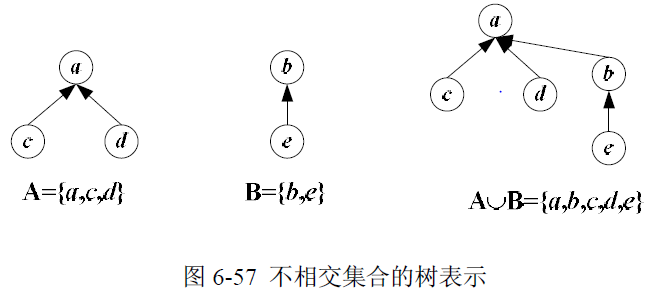 a
c d
A={a,c,d}
b
e
B={b,e}
a
c d b
e
A∪B={a,b,c,d,e}
图 6-57 不相交集合的树表示